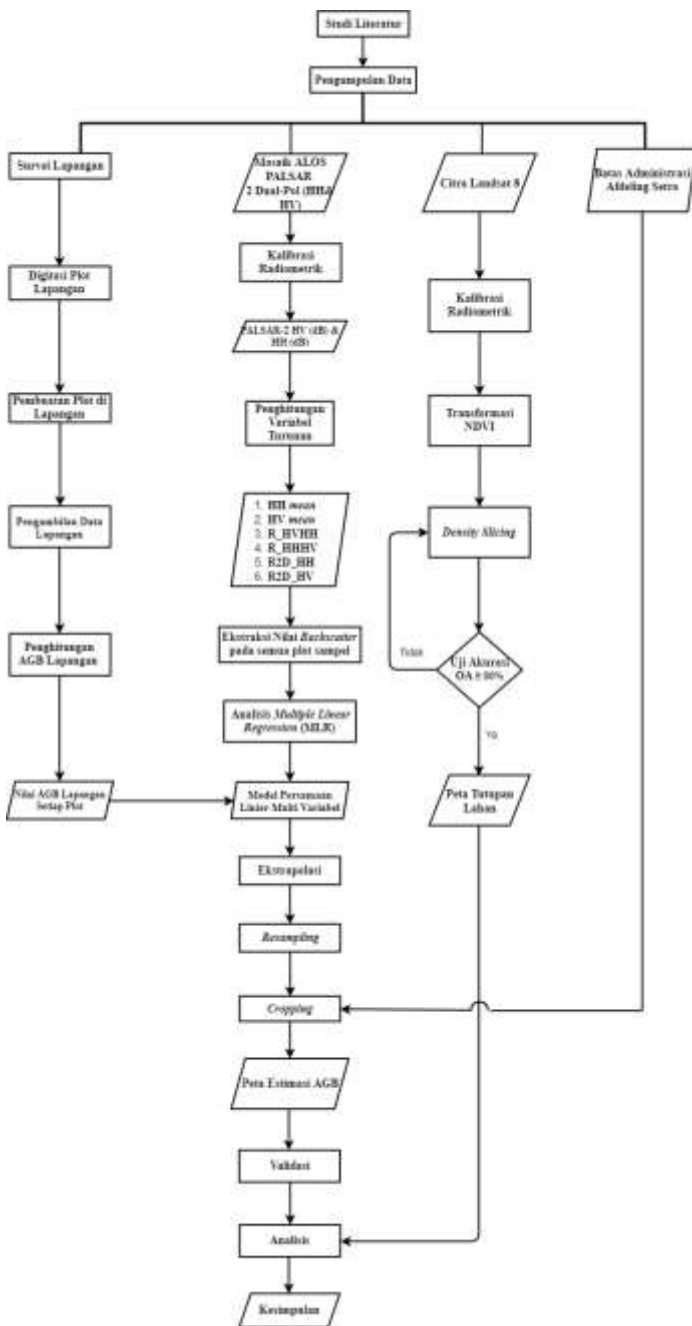 Studi Literatur
Pengumpulan Data
Survei Lapangan
Digitasi Plot
Lapangan
Pembuatan Plot di
Lapangan
Pengambilan Data
Lapangan
Penghitungan
AGB Lapangan
Nilai AGB Lapangan
Setiap Plot
Mosaik ALOS
PALSAR
2 Dual-Pol (HH&
HV)
Kalibrasi
Radiometrik
PALSAR-2 HV (dB) &
HH (dB)
Penghitungan
Variabel
Turunan
1. HH mean
2. HV mean
3. R_HVHH
4. R_HHHV
5. R2D_HH
6. R2D_HV
Ekstraksi Nilai Backscatter
pada semua plot sampel
Analisis Multiple Linear
Regression (MLR)
Model Persamaan
Linier Multi Variabel
Ekstrapolasi
Resampling
Cropping
Peta Estimasi AGB
Validasi
Analisis
Kesimpulan
Citra Landsat 8
Kalibrasi
Radiometrik
Transformasi
NDVI
Density Slicing
Tidak
Uji Akurasi
OA ≥ 80%
Ya
Peta Tutupan
Lahan
Batas Administrasi
Afdeling Setro